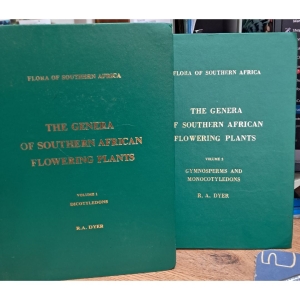 FLORA OF SOUTHERN AFRICA
THE GENERA
OF SOUTHERN AFRICAN
FLOWERING PLANTS
VOLUME 1
DICOTYLEDONS
R.A. DYER
FLORA OF SOUTHERN AFRICA
THE GENERA
OF SOUTHERN AFRICAN
FLOWERING PLANTS
VOLUME 2
GYMNOSPERMS AND
MONOCOTYLEDONS
R.A. DYER